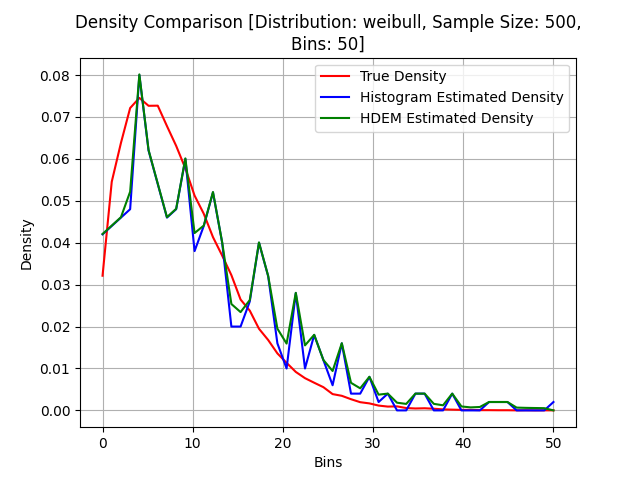 Density Comparison [Distribution: weibull, Sample Size: 500,
Bins: 50]
True Density
Histogram Estimated Density
HDEM Estimated Density
Density
0.08
0.07
0.06
0.05
0.04
0.03
0.02
0.01
0.00
0 10 20 30 40 50
Bins